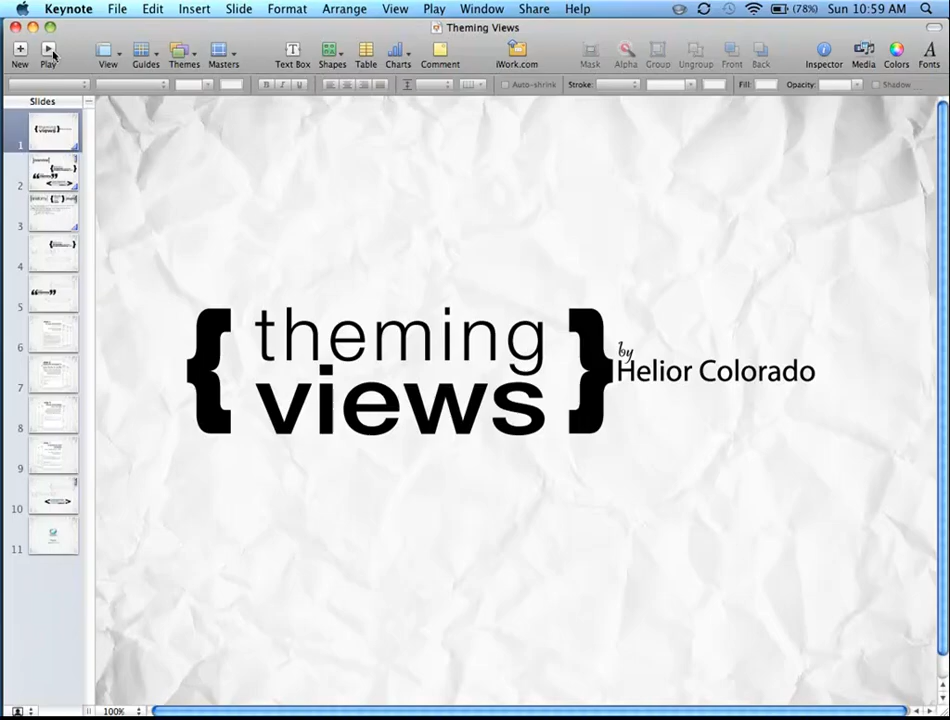 Keynote File Edit Insert Slide Format Arrange View Play Window Share Help (78%) Sun 10:59 AM
Theming Views
New Play View Guides Themes Masters Text Box Shapes Table Charts Comment iWork.com Mask Alpha Group Ungroup Front Back Inspector Media Colors Fonts
B I U Auto-shrink Stroke: Fill: Opacity: Shadow
Slides
1
2
3
4
5
6
7
8
9
10
11
{ theming
views }
by
Helior Colorado
100%